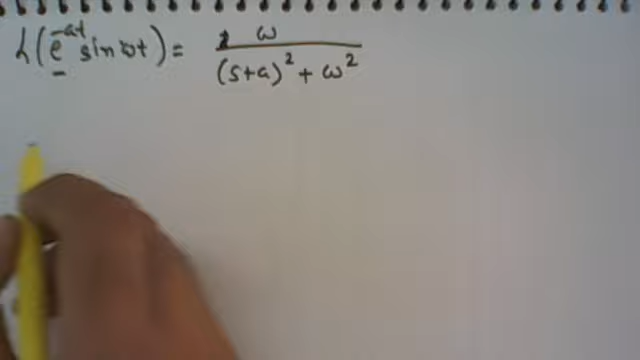 L(e^{-at} sin ωt) = ω / ((s+a)^2 + ω^2)